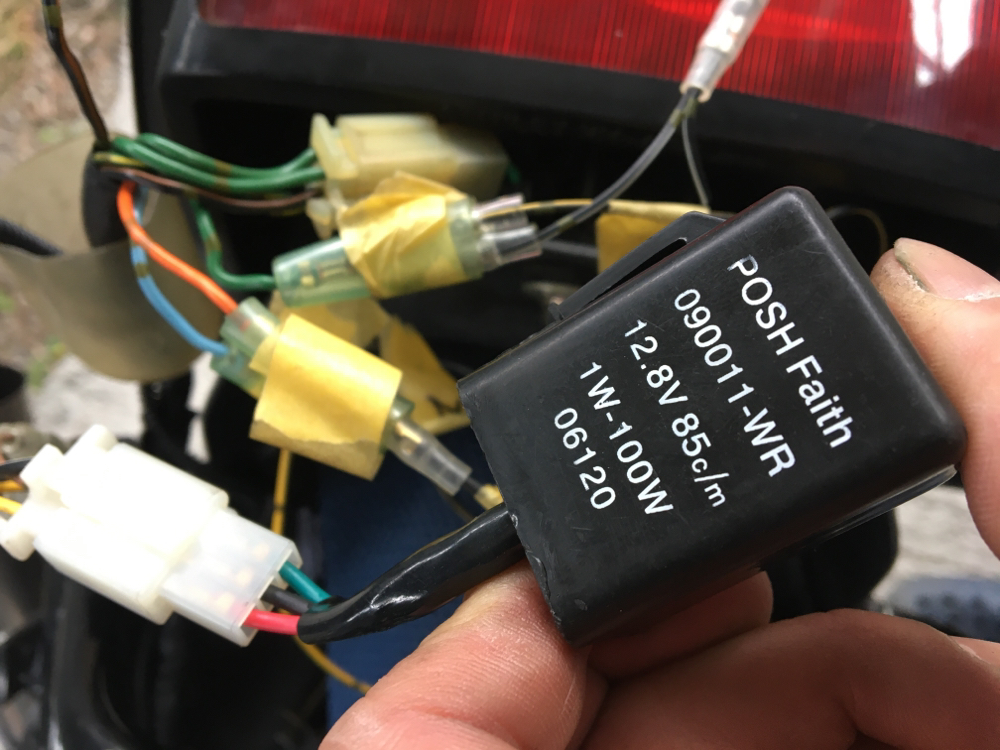 POSH Faith
090011-WR
12.8V 85c/m
1W-100W
06120